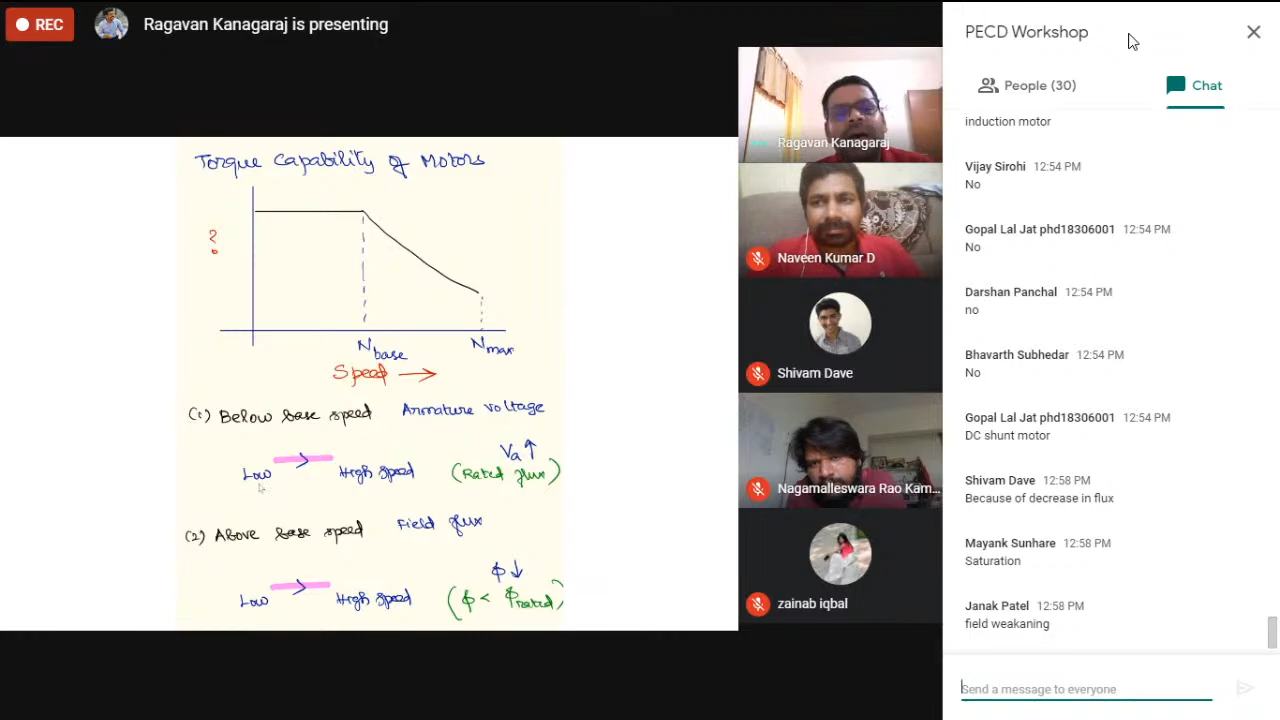 REC
Ragavan Kanagaraj is presenting
Torque Capability of Motors
?
N base
N max
Speed →
(1) Below base speed Armature voltage
Low > High speed Va ↑
(Rated flux)
(2) Above base speed Field flux
Low > High speed ϕ ↓
(ϕ < ϕ rated)
Ragavan Kanagaraj
Naveen Kumar D
Shivam Dave
Nagamalleswara Rao Kam...
zainab iqbal
PECD Workshop
People (30)
Chat
induction motor
Vijay Sirohi 12:54 PM
No
Gopal Lal Jat phd18306001 12:54 PM
No
Darshan Panchal 12:54 PM
no
Bhavarth Subhedar 12:54 PM
No
Gopal Lal Jat phd18306001 12:54 PM
DC shunt motor
Shivam Dave 12:58 PM
Because of decrease in flux
Mayank Sunhare 12:58 PM
Saturation
Janak Patel 12:58 PM
field weakaning
Send a message to everyone